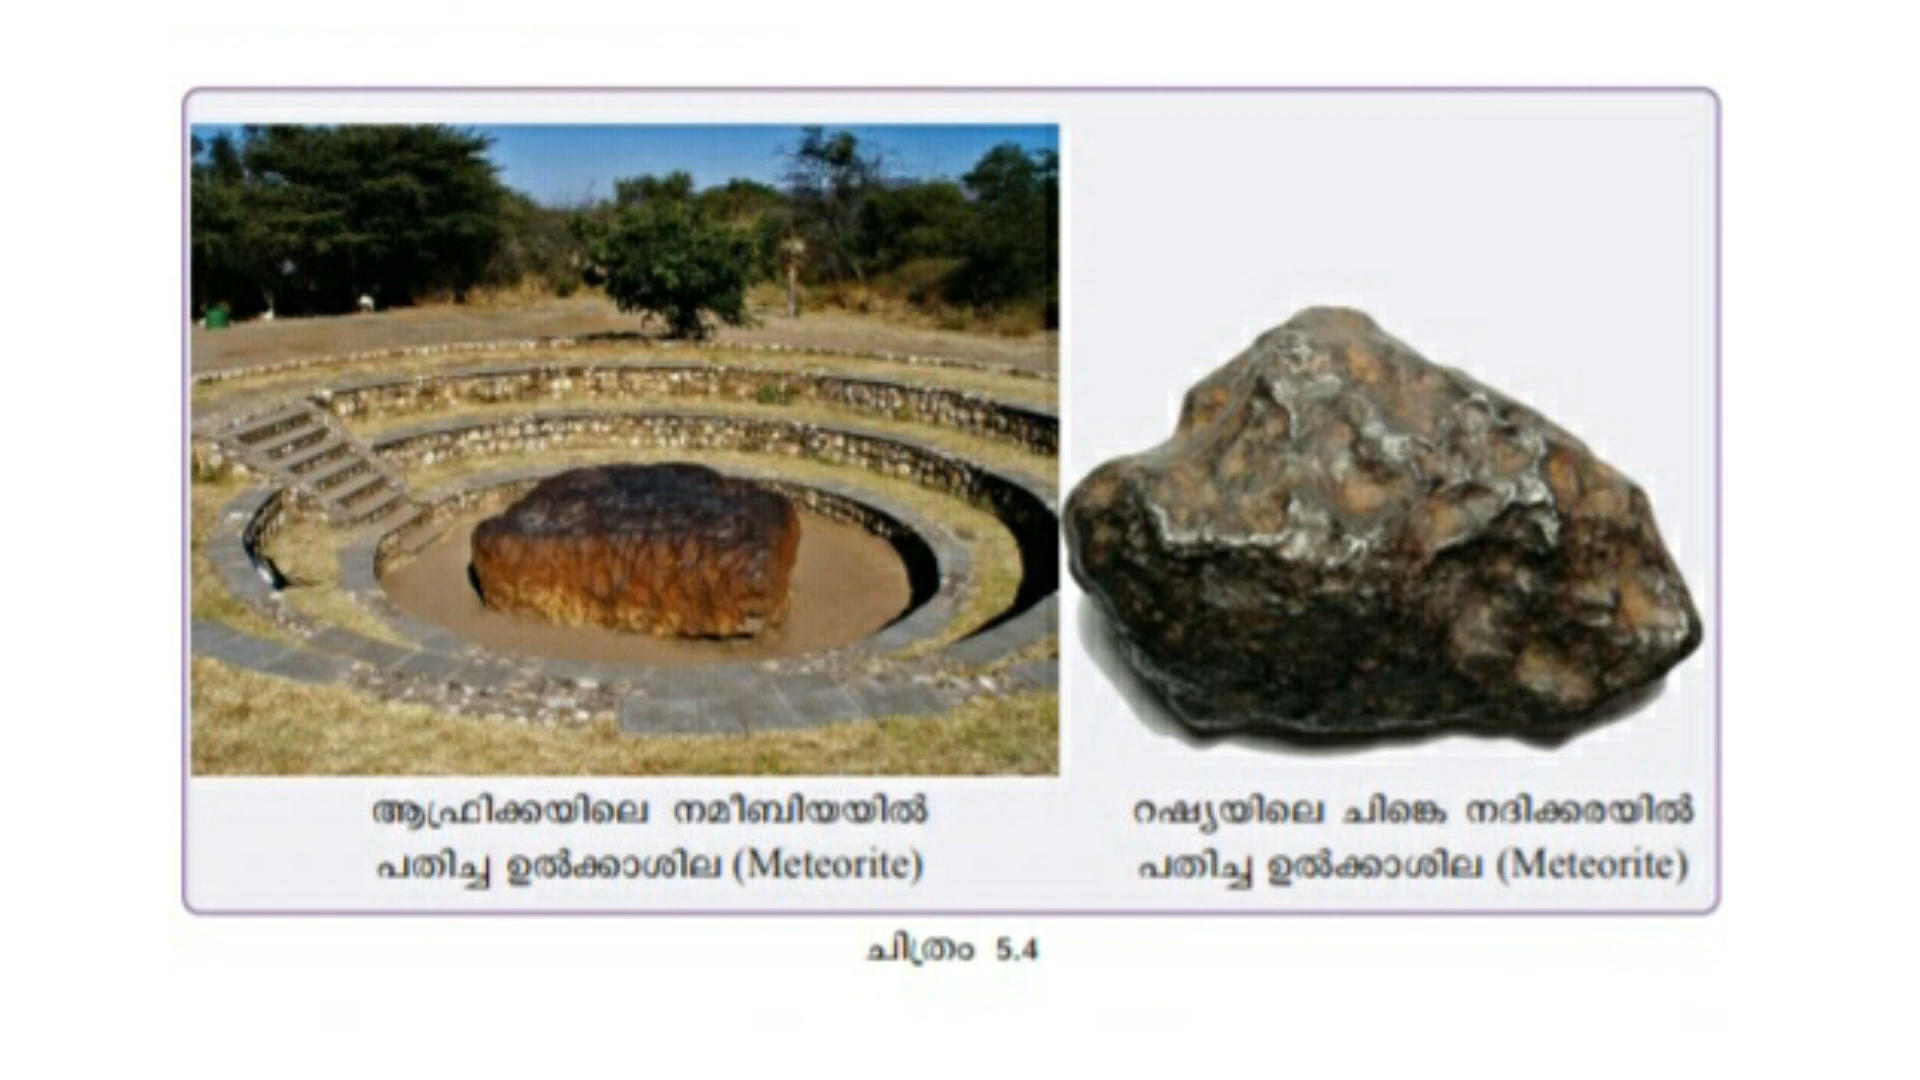 ആഫ്രിക്കയിലെ നമീബിയയിൽ
പതിച്ച ഉൽക്കാശില (Meteorite)
റഷ്യയിലെ ചിങ്കെ നദിക്കരയിൽ
പതിച്ച ഉൽക്കാശില (Meteorite)
ചിത്രം 5.4